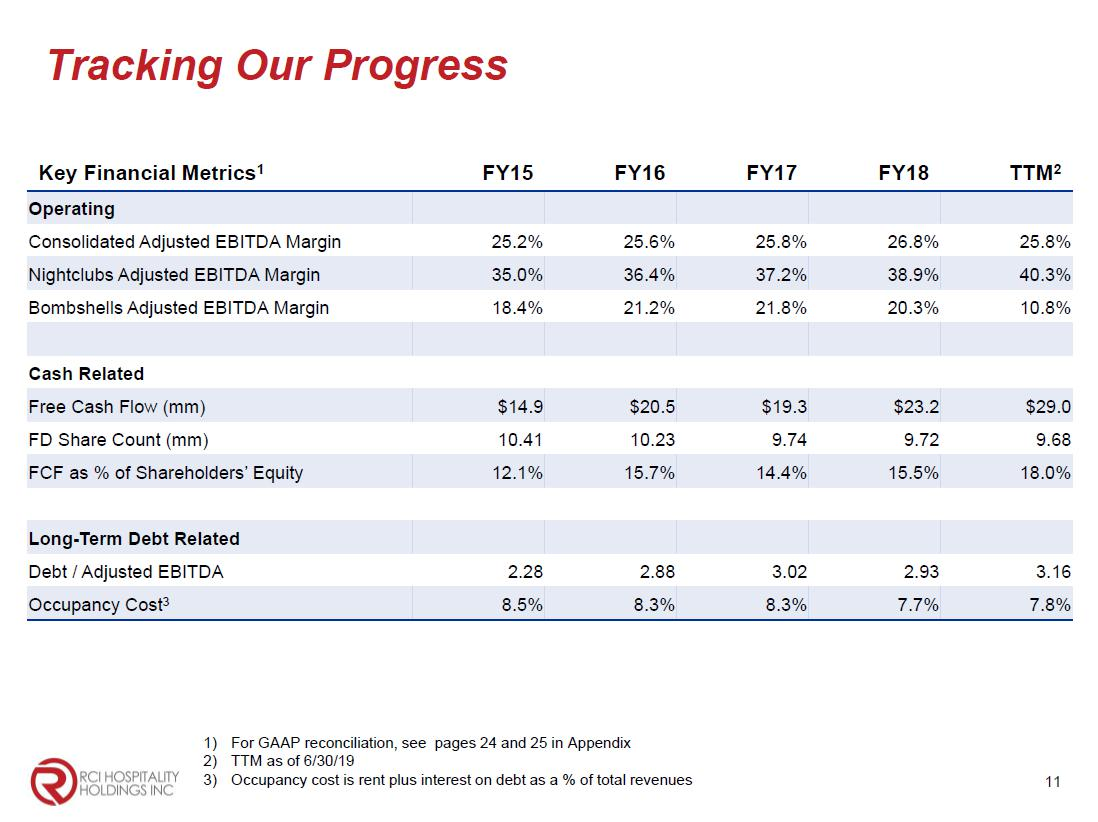 Tracking Our Progress
Key Financial Metrics¹ FY15 FY16 FY17 FY18 TTM²
Operating
Consolidated Adjusted EBITDA Margin 25.2% 25.6% 25.8% 26.8% 25.8%
Nightclubs Adjusted EBITDA Margin 35.0% 36.4% 37.2% 38.9% 40.3%
Bombshells Adjusted EBITDA Margin 18.4% 21.2% 21.8% 20.3% 10.8%
Cash Related
Free Cash Flow (mm) $14.9 $20.5 $19.3 $23.2 $29.0
FD Share Count (mm) 10.41 10.23 9.74 9.72 9.68
FCF as % of Shareholders’ Equity 12.1% 15.7% 14.4% 15.5% 18.0%
Long-Term Debt Related
Debt / Adjusted EBITDA 2.28 2.88 3.02 2.93 3.16
Occupancy Cost³ 8.5% 8.3% 8.3% 7.7% 7.8%
1) For GAAP reconciliation, see pages 24 and 25 in Appendix
2) TTM as of 6/30/19
3) Occupancy cost is rent plus interest on debt as a % of total revenues
RCI HOSPITALITY
HOLDINGS INC
11